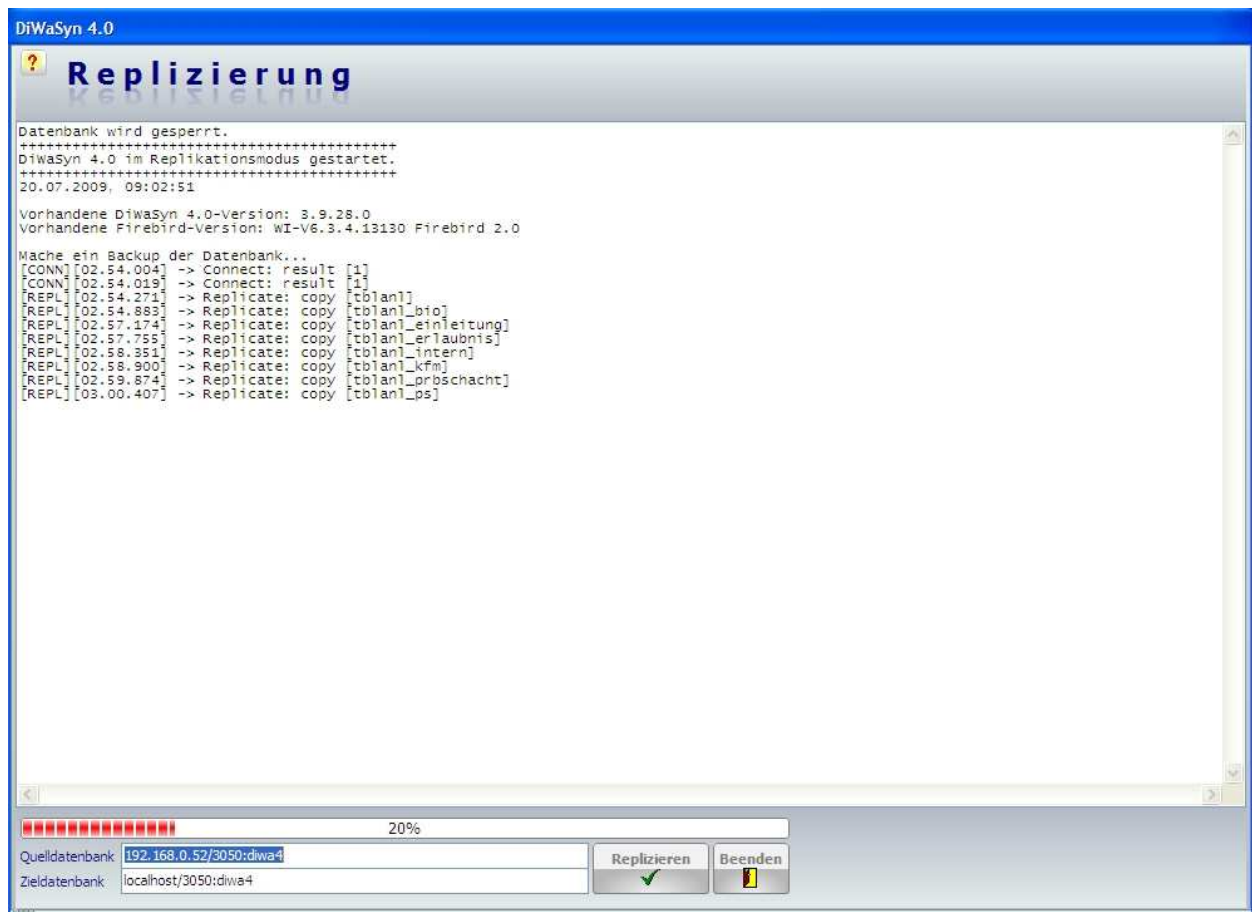 DiWaSyn 4.0
?
Replizierung
Datenbank wird gesperrt.
+++++++++++++++++++++++++++++++++++++++++++
DiWaSyn 4.0 im Replikationsmodus gestartet.
+++++++++++++++++++++++++++++++++++++++++++
20.07.2009, 09:02:51
Vorhandene DiWaSyn 4.0-Version: 3.9.28.0
Vorhandene Firebird-Version: WI-V6.3.4.13130 Firebird 2.0
Mache ein Backup der Datenbank...
[CONN][02.54.004] -> Connect: result [1]
[CONN][02.54.019] -> Connect: result [1]
[REPL][02.54.271] -> Replicate: copy [tblanl]
[REPL][02.54.883] -> Replicate: copy [tblanl_bio]
[REPL][02.57.174] -> Replicate: copy [tblanl_einleitung]
[REPL][02.57.755] -> Replicate: copy [tblanl_erlaubnis]
[REPL][02.58.351] -> Replicate: copy [tblanl_intern]
[REPL][02.58.900] -> Replicate: copy [tblanl_kfm]
[REPL][02.59.874] -> Replicate: copy [tblanl_prbschacht]
[REPL][03.00.407] -> Replicate: copy [tblanl_ps]
20%
Quelldatenbank 192.168.0.52/3050:diwa4
Zieldatenbank localhost/3050:diwa4
Replizieren
Beenden